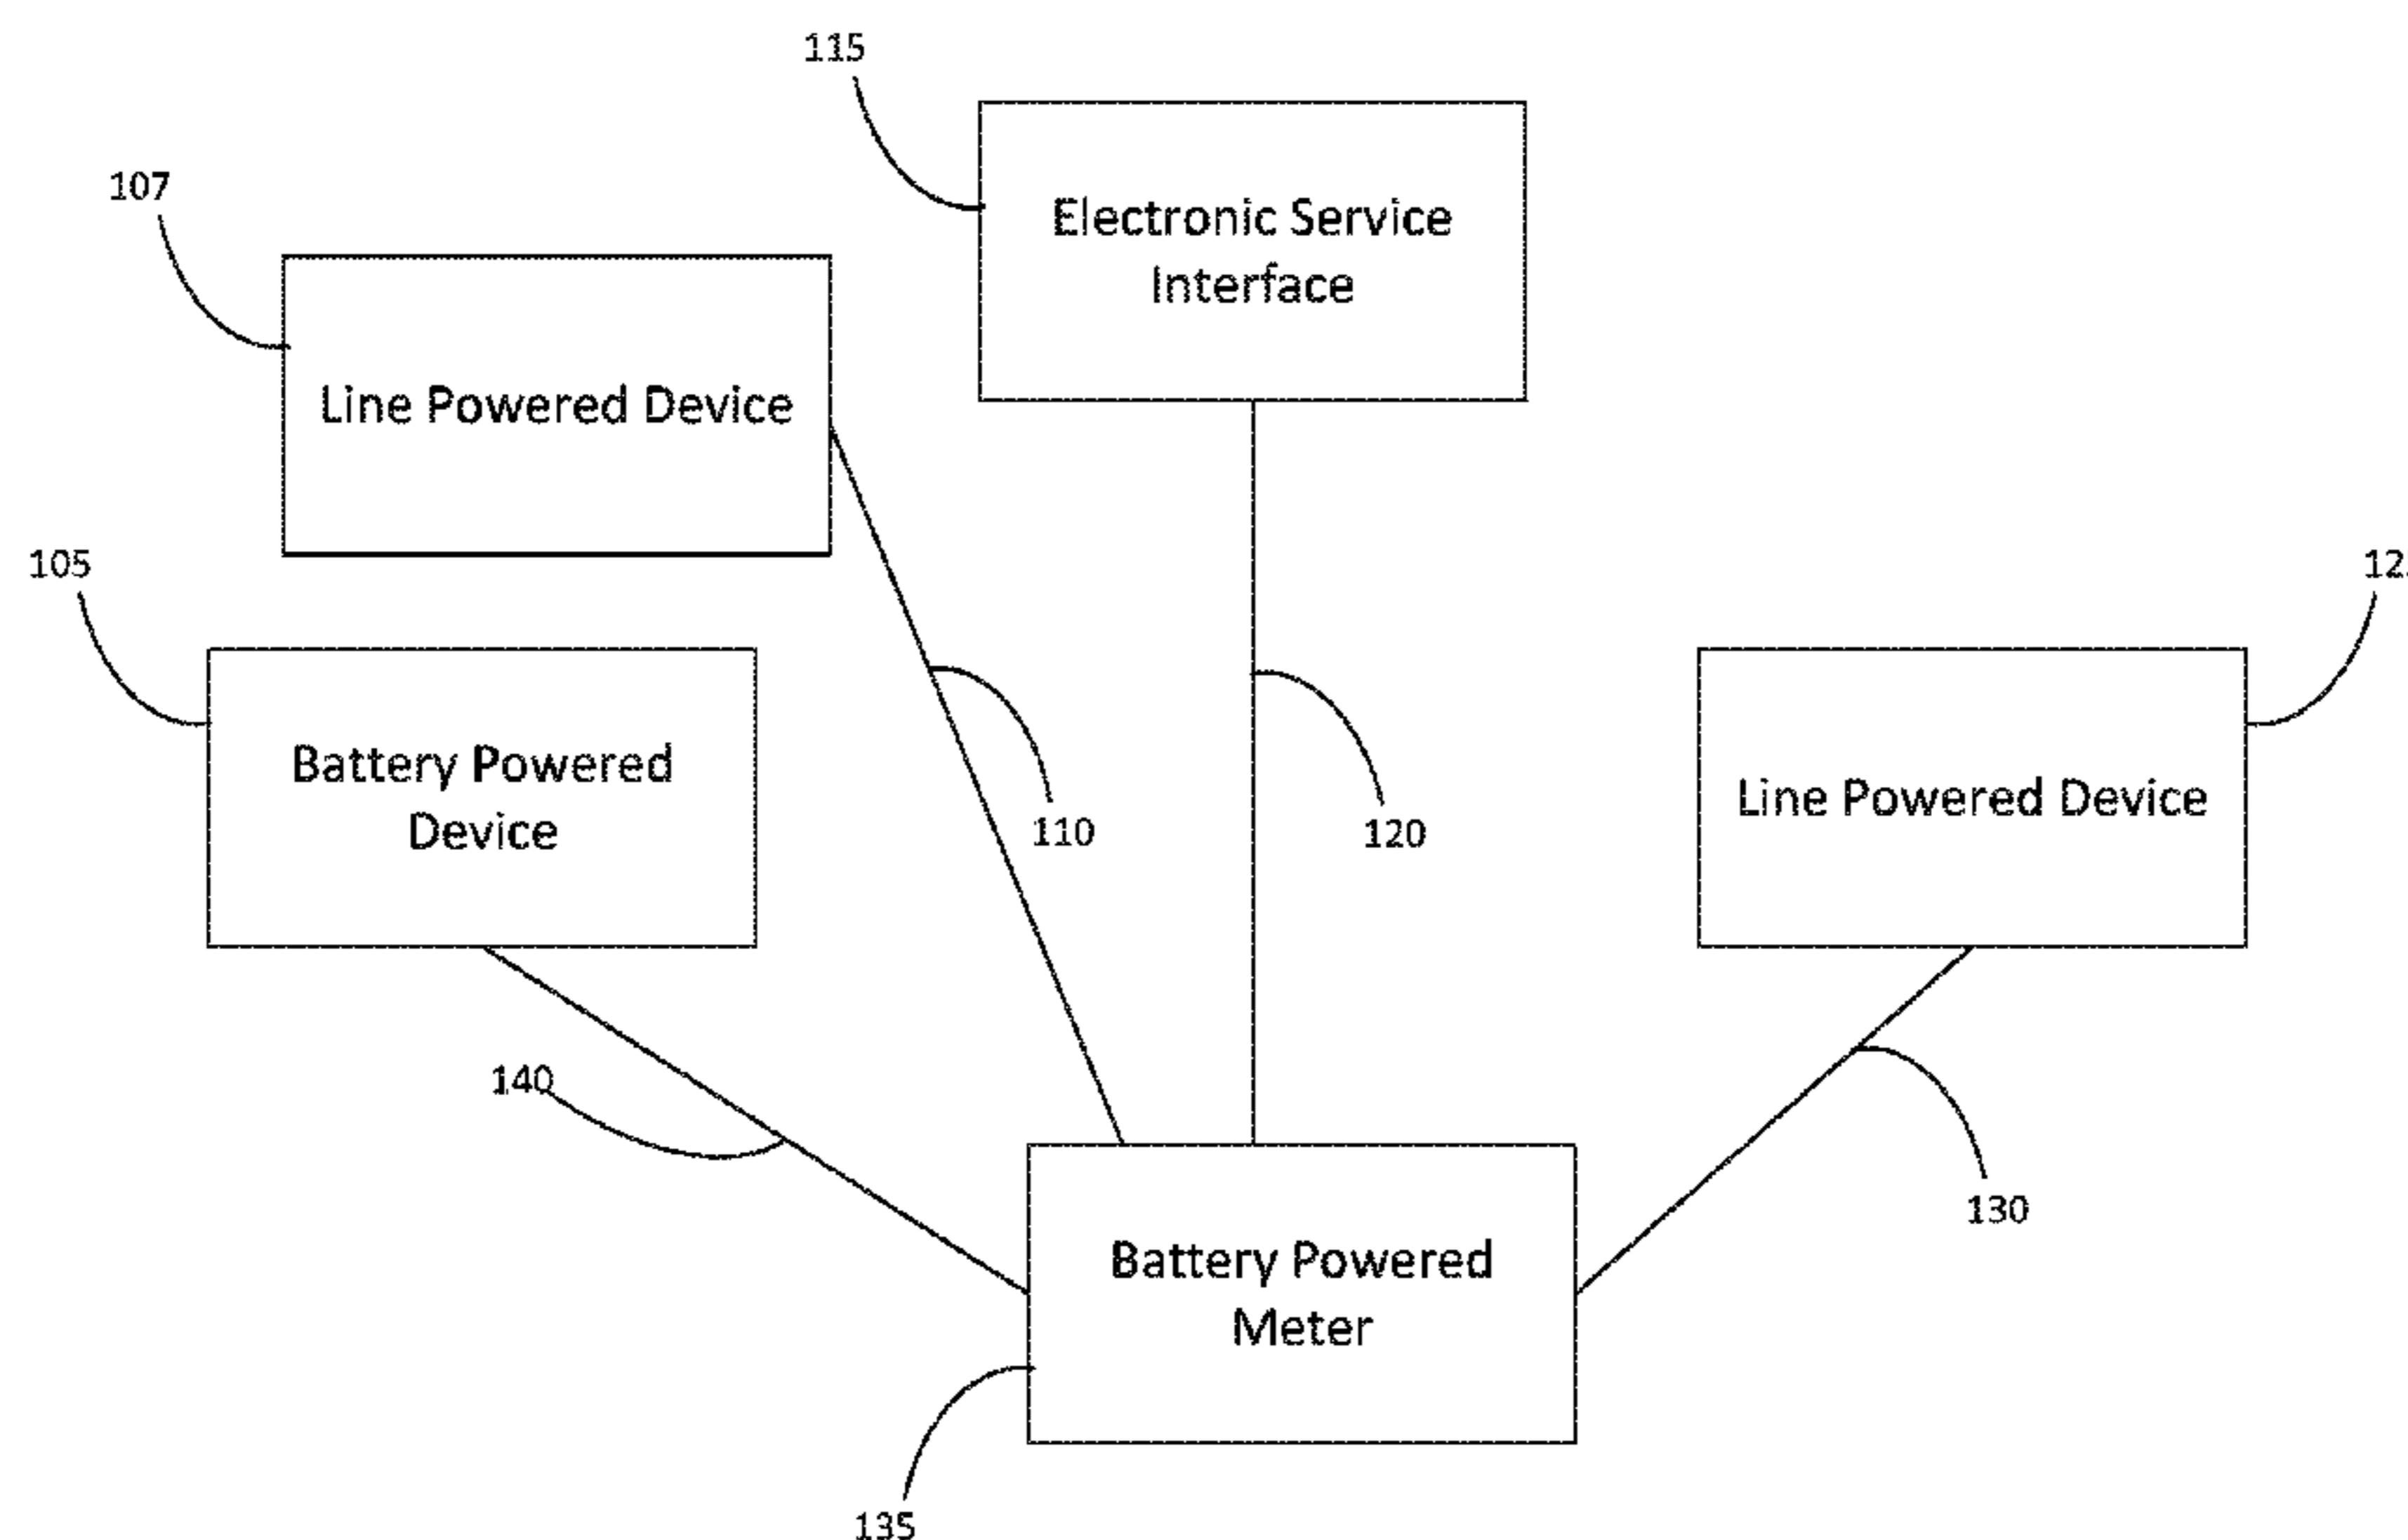 115
107
Electronic Service
Interface
Line Powered Device
105
Battery Powered
Device
Line Powered Device
110
120
140
130
Battery Powered
Meter
135